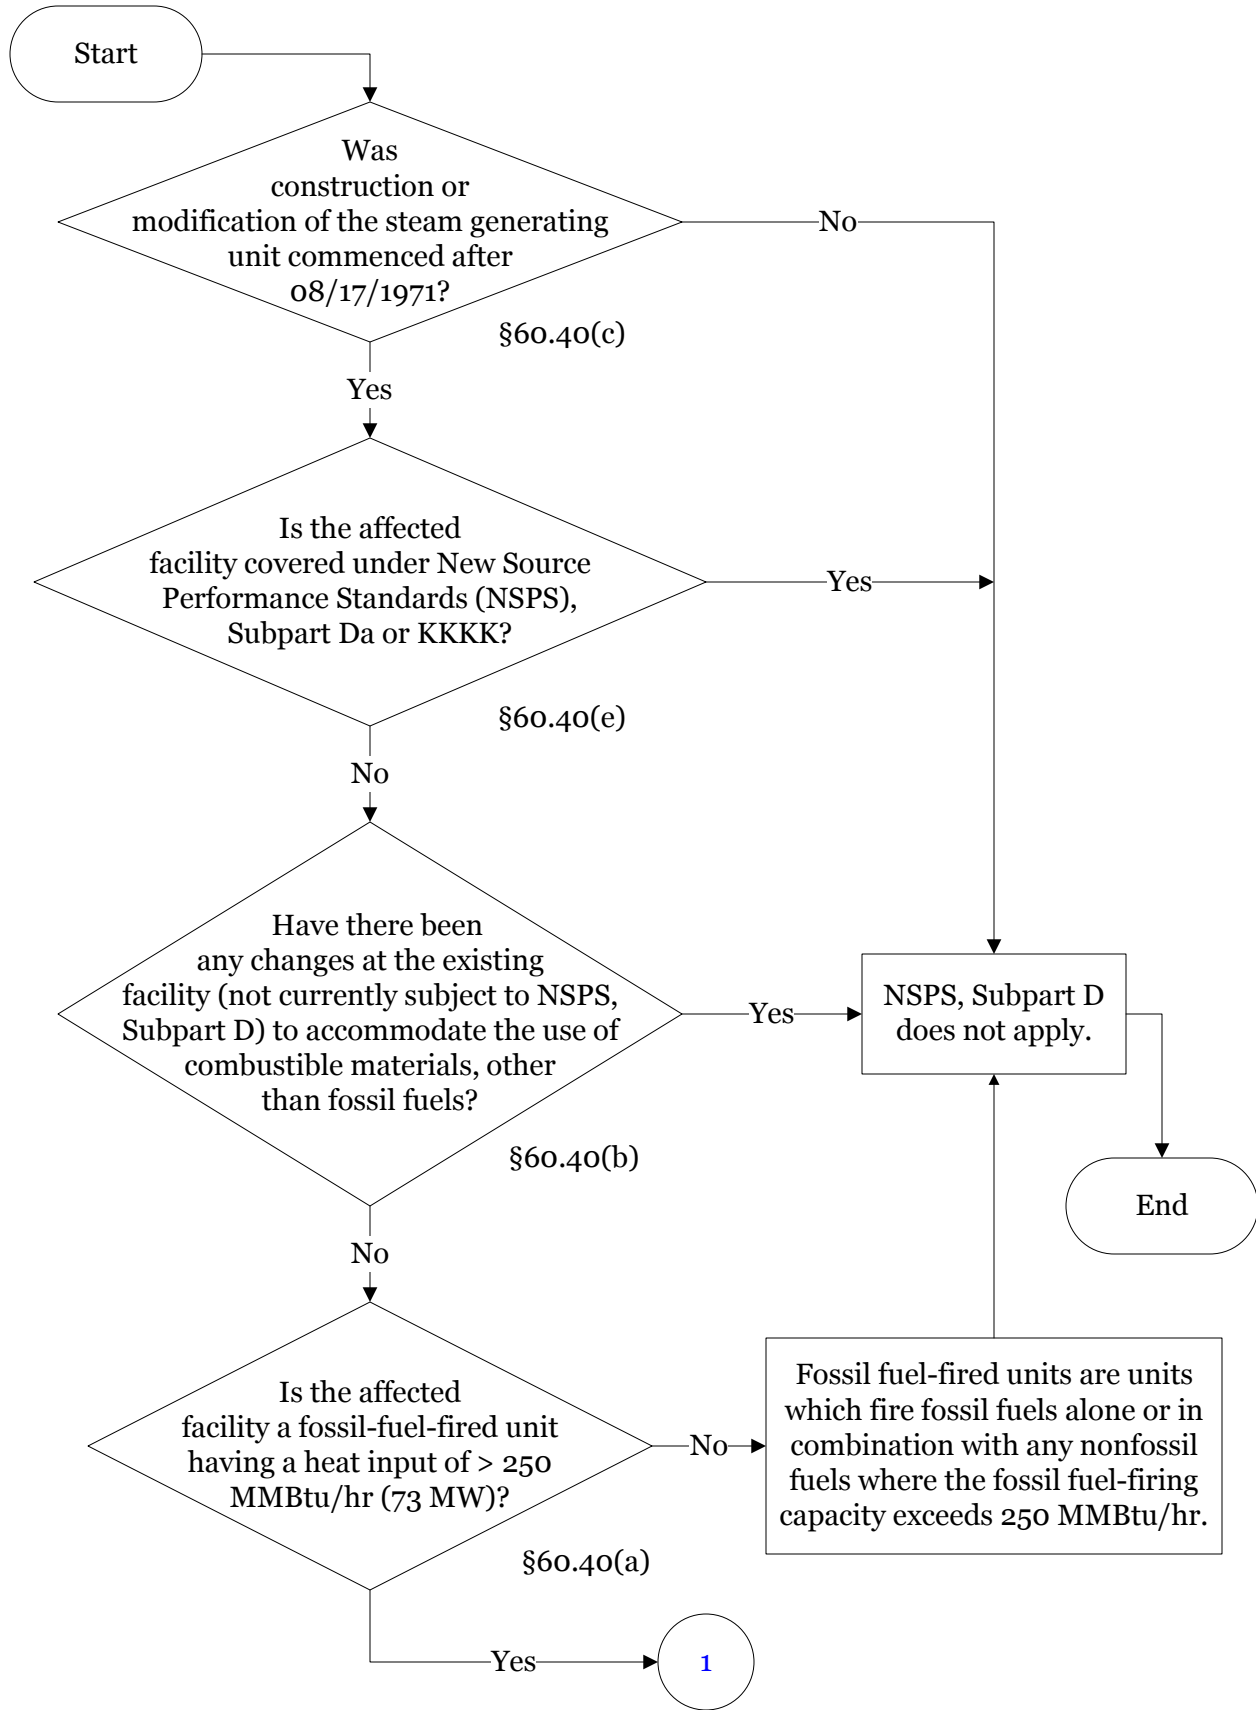 Start
Was
construction or
modification of the steam generating
unit commenced after
08/17/1971?
No
§60.40(c)
Yes
Is the affected
facility covered under New Source
Performance Standards (NSPS),
Subpart Da or KKKK?
Yes
§60.40(e)
No
Have there been
any changes at the existing
facility (not currently subject to NSPS,
Subpart D) to accommodate the use of
combustible materials, other
than fossil fuels?
Yes
NSPS, Subpart D
does not apply.
§60.40(b)
End
No
Is the affected
facility a fossil-fuel-fired unit
having a heat input of > 250
MMBtu/hr (73 MW)?
No
Fossil fuel-fired units are units
which fire fossil fuels alone or in
combination with any nonfossil
fuels where the fossil fuel-firing
capacity exceeds 250 MMBtu/hr.
§60.40(a)
Yes
1